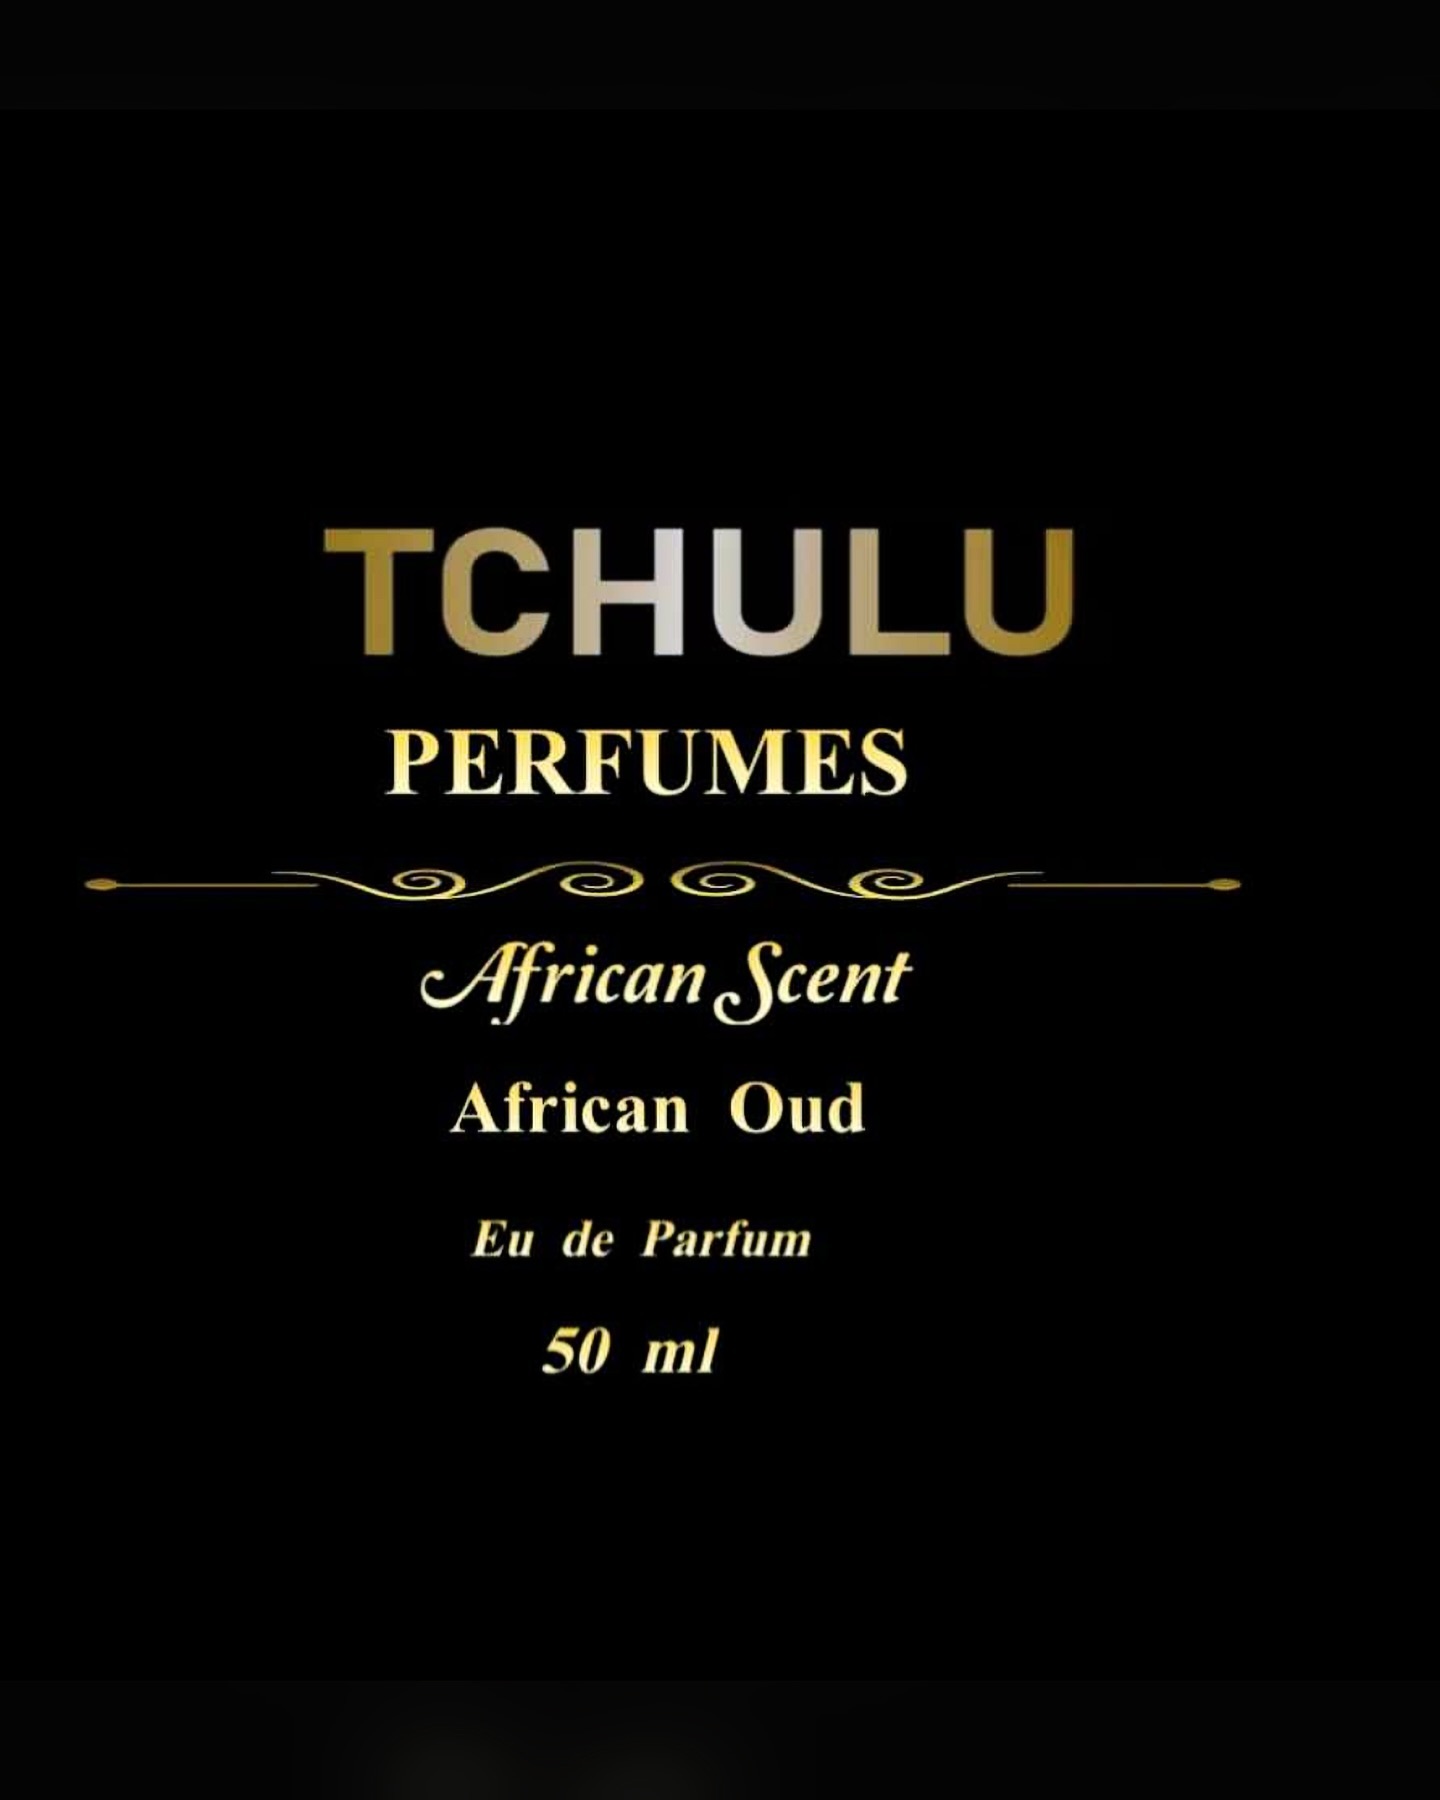 TCHULU
PERFUMES
African Scent
African Oud
Eu de Parfum
50 ml